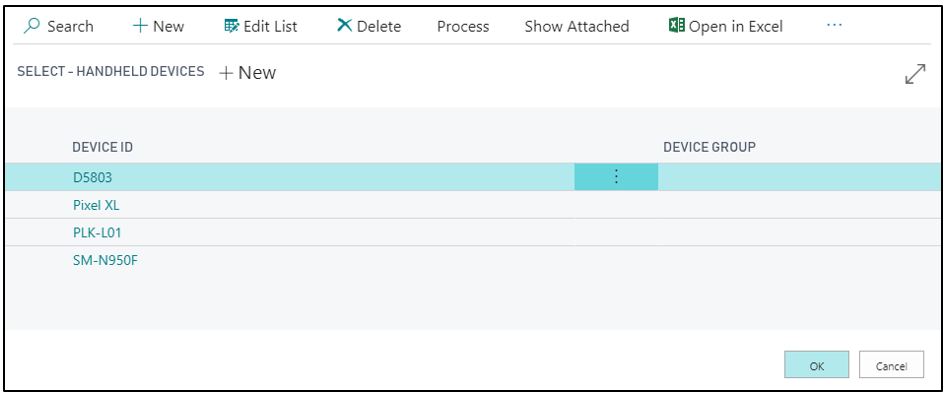 Search + New Edit List Delete Process Show Attached Open in Excel ...
SELECT - HANDHELD DEVICES + New
DEVICE ID DEVICE GROUP
D5803
Pixel XL
PLK-L01
SM-N950F
OK Cancel